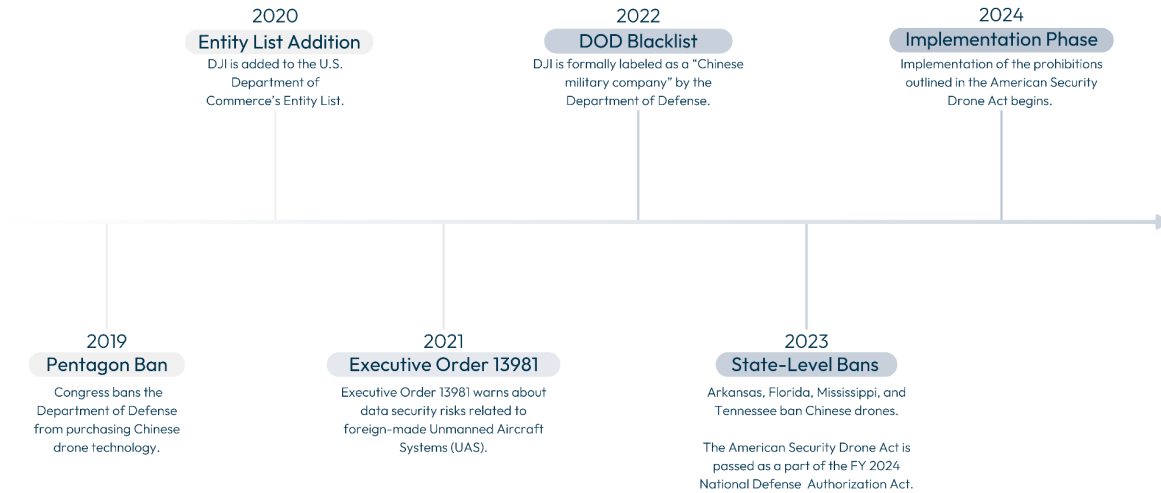 2020
Entity List Addition
DJI is added to the U.S.
Department of
Commerce's Entity List.
2022
DOD Blacklist
DJI is formally labeled as a “Chinese
military company” by the
Department of Defense.
2024
Implementation Phase
Implementation of the prohibitions
outlined in the American Security
Drone Act begins.
2019
Pentagon Ban
Congress bans the
Department of Defense
from purchasing Chinese
drone technology.
2021
Executive Order 13981
Executive Order 13981 warns about
data security risks related to
foreign-made Unmanned Aircraft
Systems (UAS).
2023
State-Level Bans
Arkansas, Florida, Mississippi, and
Tennessee ban Chinese drones.
The American Security Drone Act is
passed as a part of the FY 2024
National Defense Authorization Act.